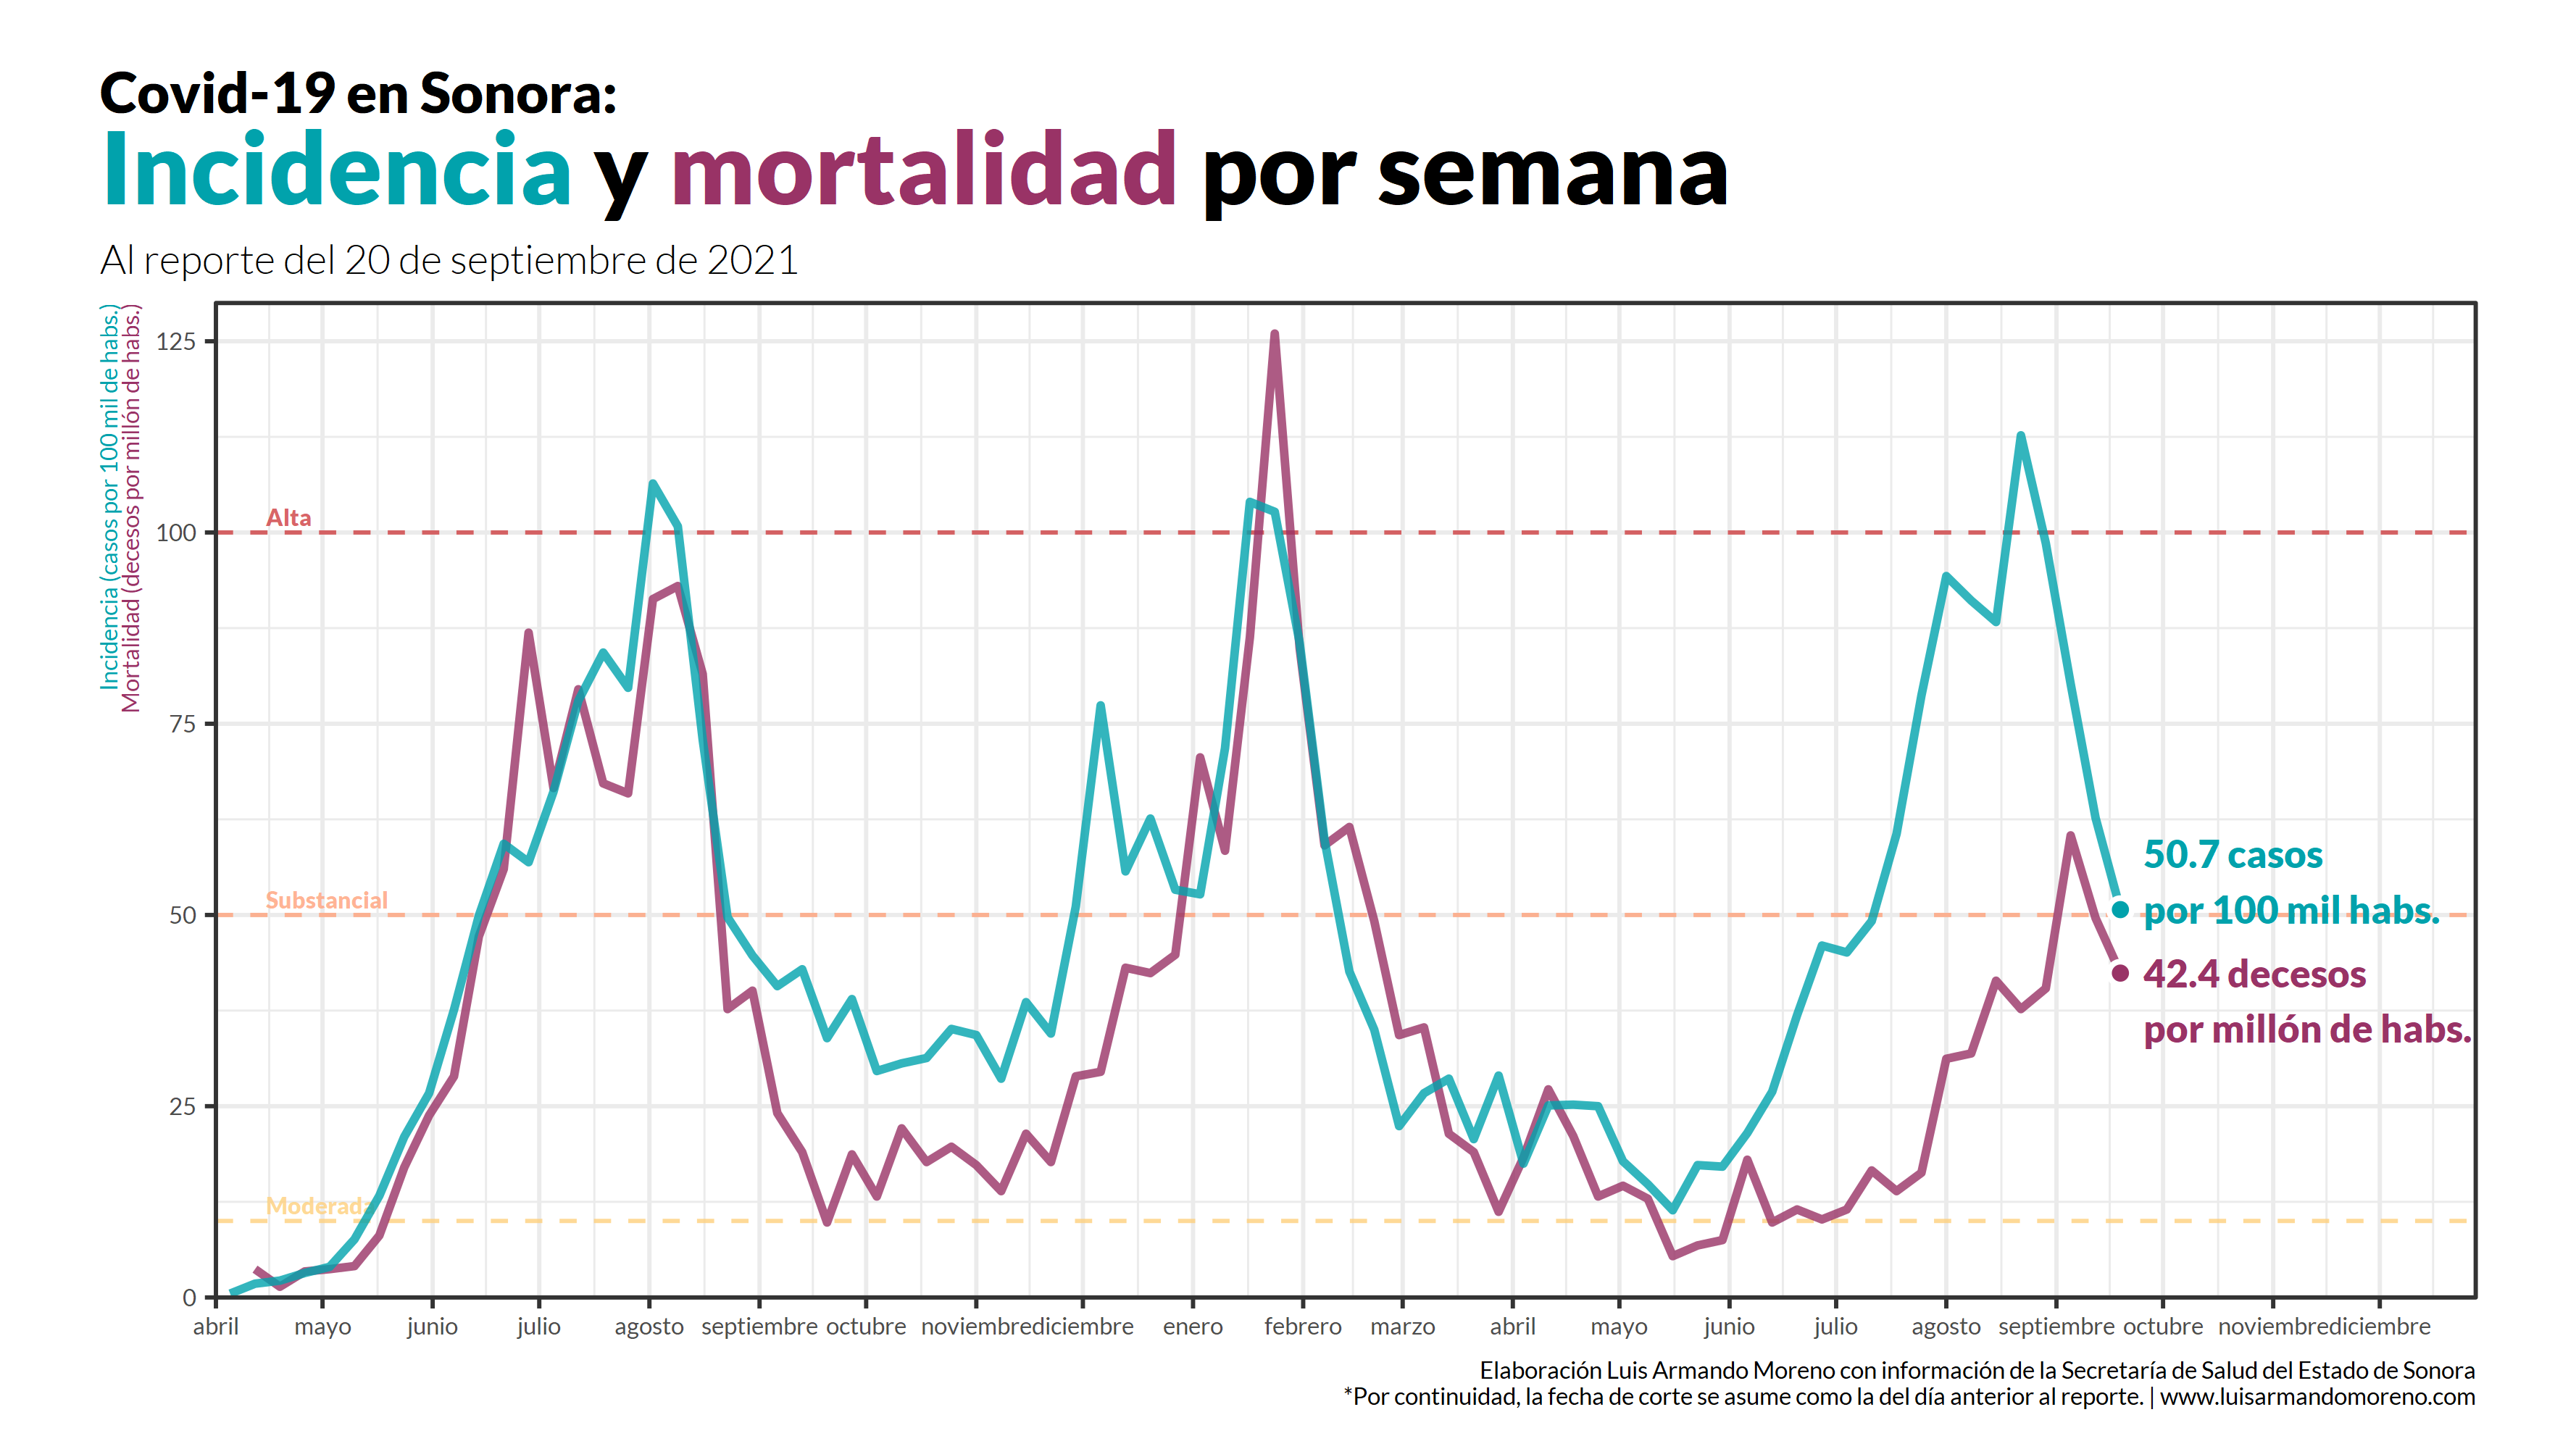 Covid-19 en Sonora:
Incidencia y mortalidad por semana
Al reporte del 20 de septiembre de 2021
Incidencia (casos por 100 mil de habs.)
Mortalidad (decesos por millón de habs.)
125
100
75
50
25
0
Alta
Substancial
Moderada
50.7 casos
por 100 mil habs.
42.4 decesos
por millón de habs.
abril mayo junio julio agosto septiembre octubre noviembre diciembre enero febrero marzo abril mayo junio julio agosto septiembre octubre noviembre diciembre
Elaboración Luis Armando Moreno con información de la Secretaría de Salud del Estado de Sonora
*Por continuidad, la fecha de corte se asume como la del día anterior al reporte. | www.luisarmandomoreno.com